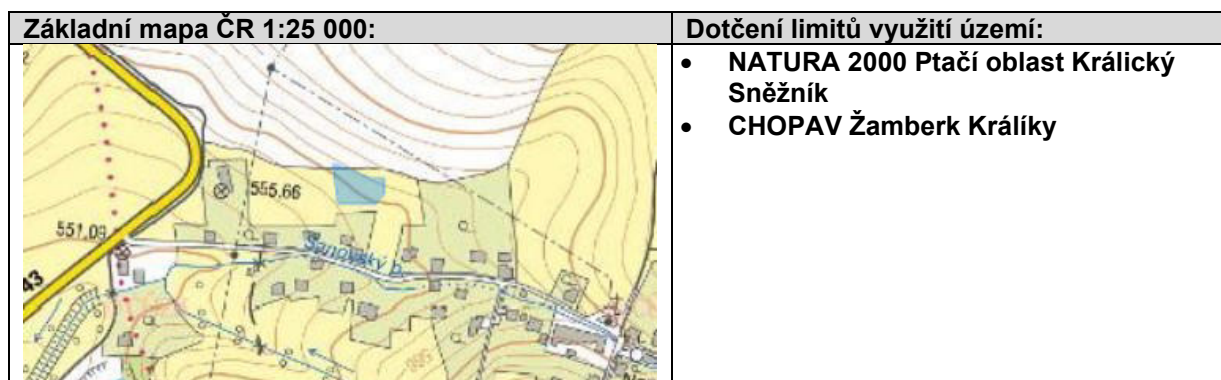 Základní mapa ČR 1:25 000:
Dotčení limitů využití území:
• NATURA 2000 Ptačí oblast Králický
Sněžník
• CHOPAV Žamberk Králíky
555.66
551,09
43
Šanovský p.